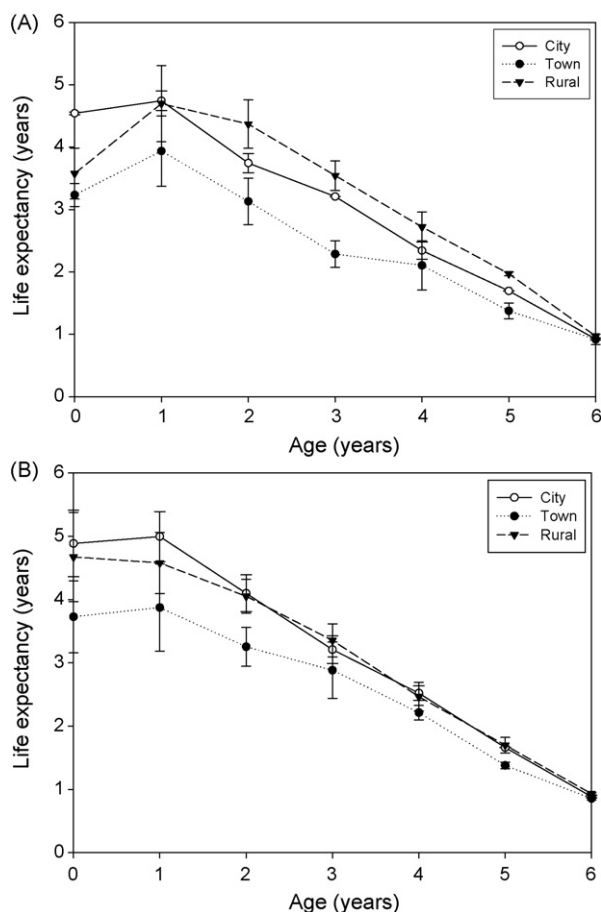 (A)
6
5
4
3
2
1
0
Life expectancy (years)
City
Town
Rural
0 1 2 3 4 5 6
Age (years)
(B)
6
5
4
3
2
1
0
Life expectancy (years)
City
Town
Rural
0 1 2 3 4 5 6
Age (years)